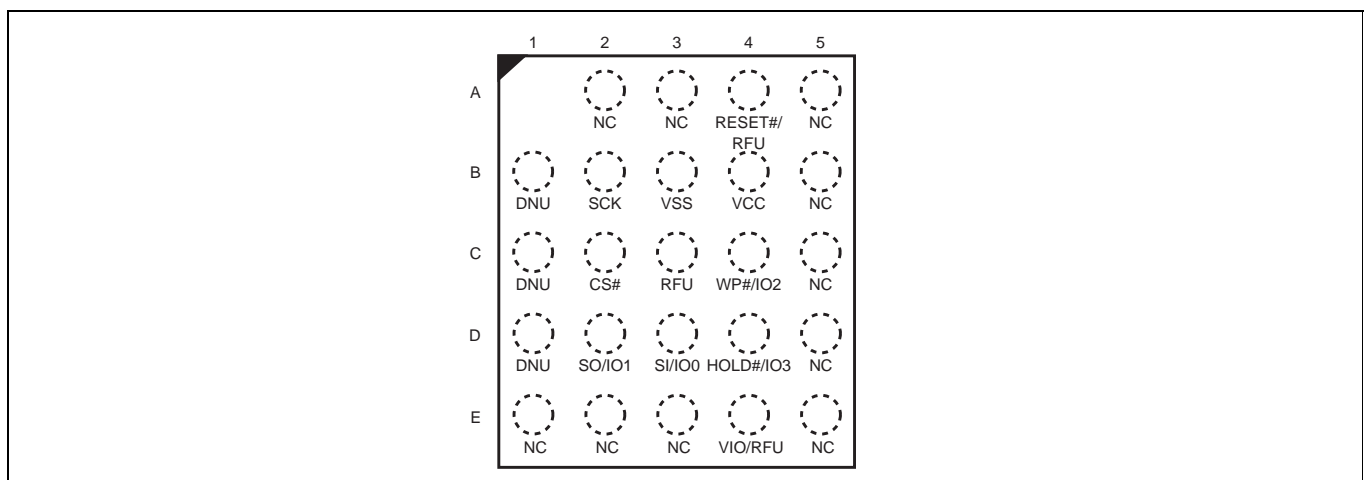 1 2 3 4 5
A
NC NC RESET#/ NC
RFU
B
DNU SCK VSS VCC NC
C
DNU CS# RFU WP#/IO2 NC
D
DNU SO/IO1 SI/IO0 HOLD#/IO3 NC
E
NC NC NC VIO/RFU NC